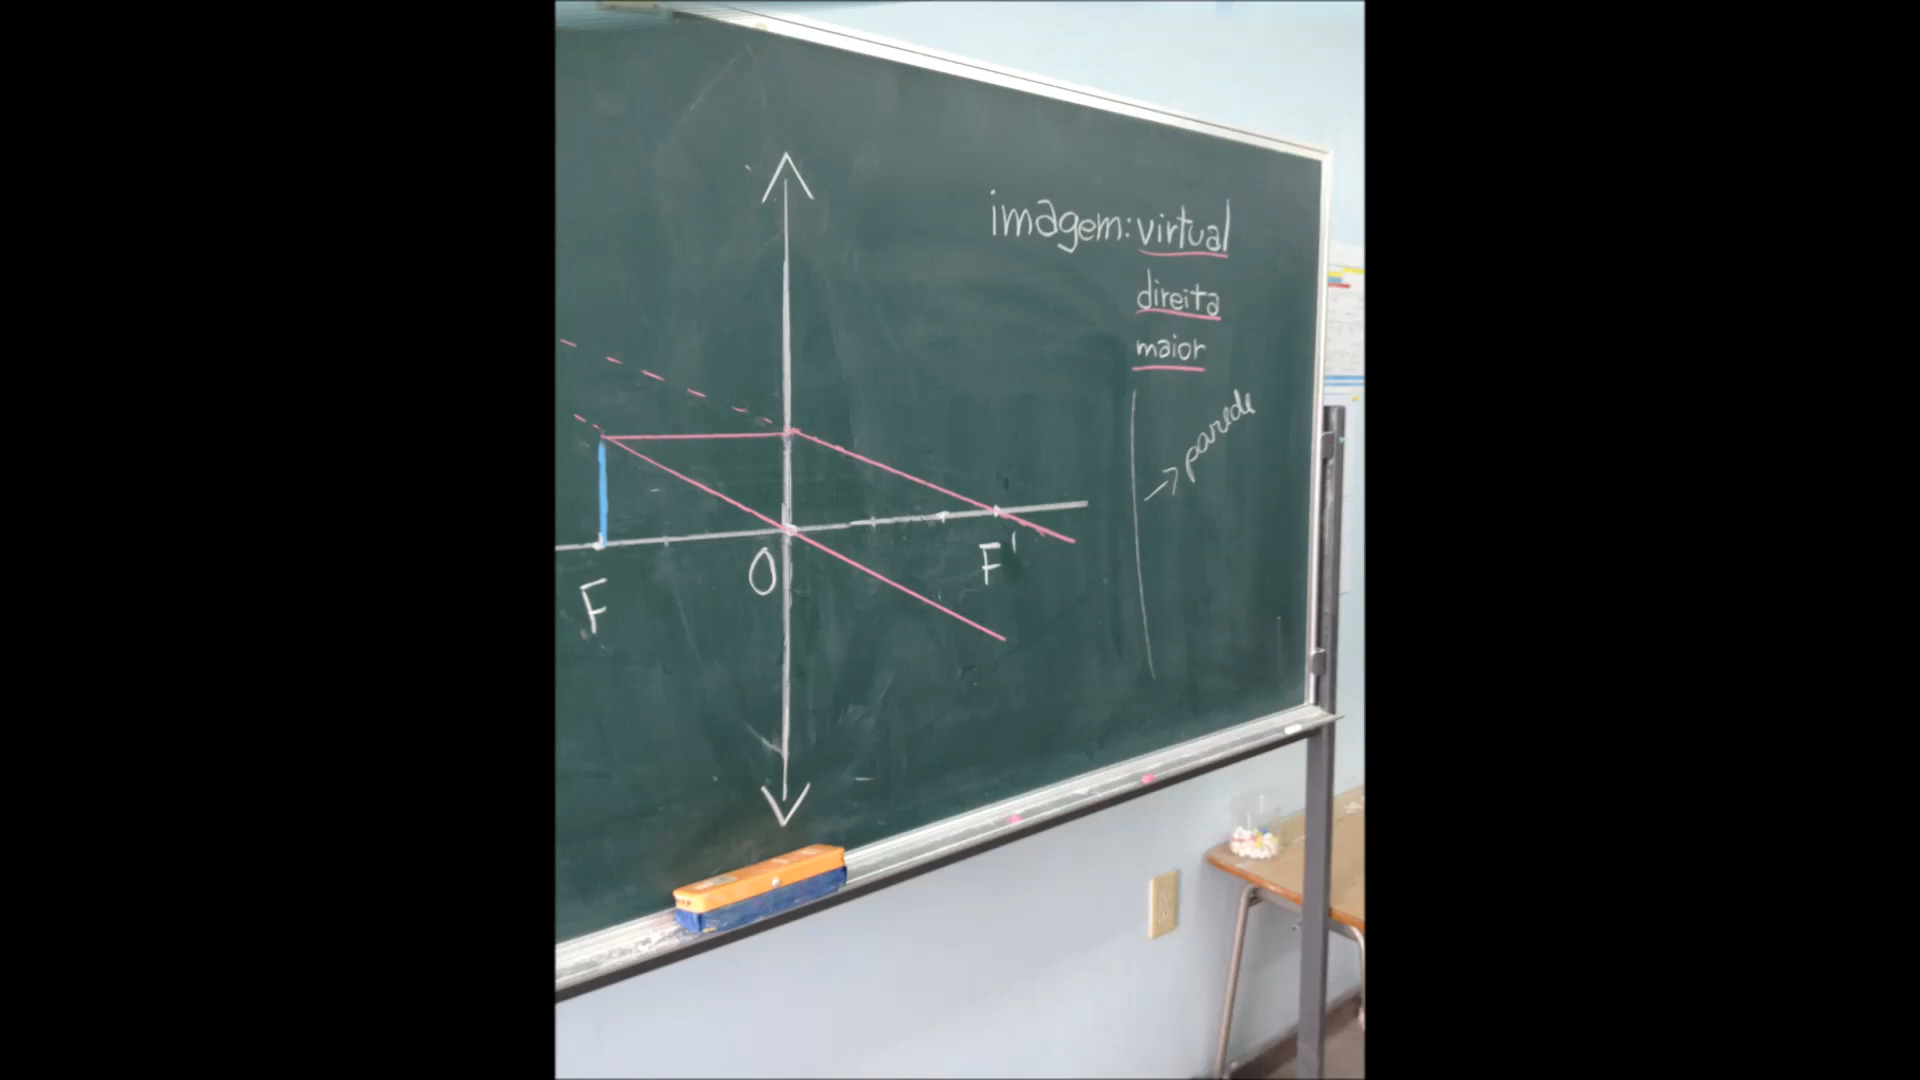 imagem: virtual
direita
maior
→ parede
O
F'
F